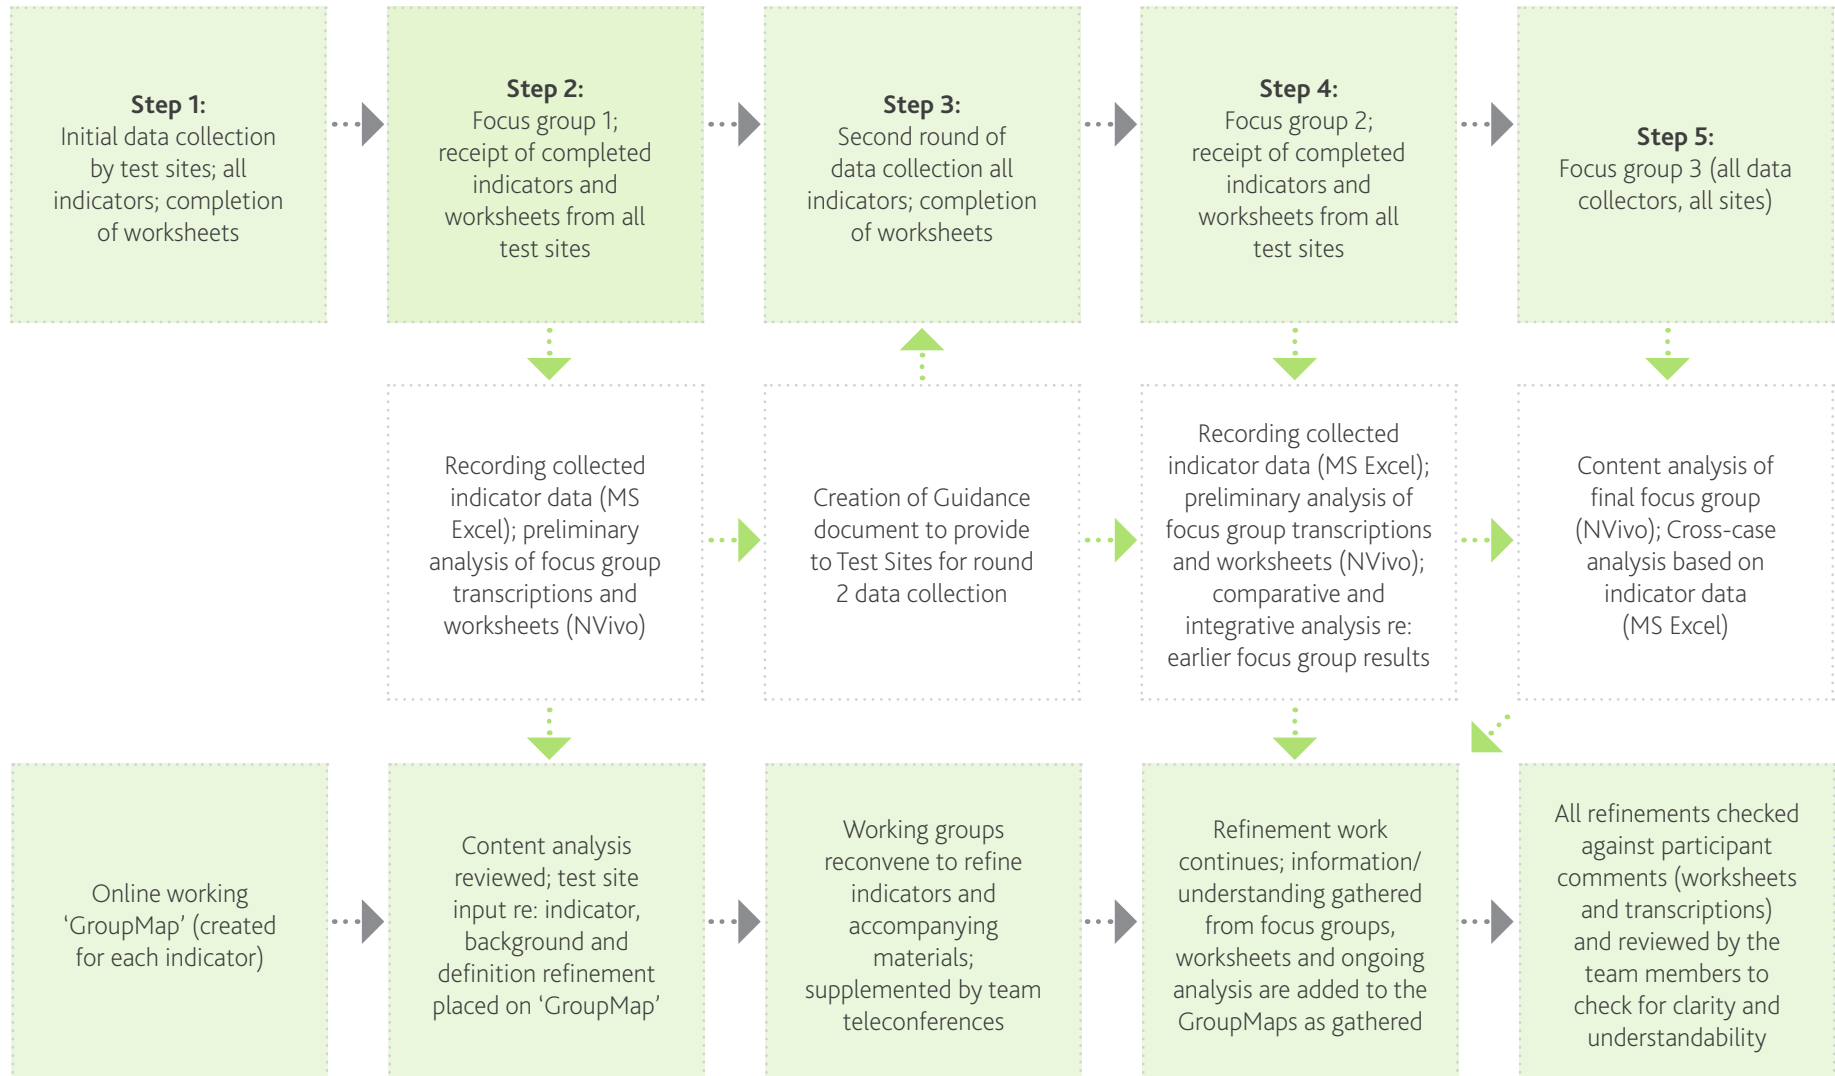 Step 1:
Initial data collection
by test sites; all
indicators; completion
of worksheets
Step 2:
Focus group 1;
receipt of completed
indicators and
worksheets from all
test sites
Step 3:
Second round of
data collection all
indicators; completion
of worksheets
Step 4:
Focus group 2;
receipt of completed
indicators and
worksheets from all
test sites
Step 5:
Focus group 3 (all data
collectors, all sites)
Recording collected
indicator data (MS
Excel); preliminary
analysis of focus group
transcriptions and
worksheets (NVivo)
Creation of Guidance
document to provide
to Test Sites for round
2 data collection
Recording collected
indicator data (MS Excel);
preliminary analysis of
focus group transcriptions
and worksheets (NVivo);
comparative and
integrative analysis re:
earlier focus group results
Content analysis of
final focus group
(NVivo); Cross-case
analysis based on
indicator data
(MS Excel)
Online working
‘GroupMap’ (created
for each indicator)
Content analysis
reviewed; test site
input re: indicator,
background and
definition refinement
placed on ‘GroupMap’
Working groups
reconvene to refine
indicators and
accompanying
materials;
supplemented by team
teleconferences
Refinement work
continues; information/
understanding gathered
from focus groups,
worksheets and ongoing
analysis are added to the
GroupMaps as gathered
All refinements checked
against participant
comments (worksheets
and transcriptions)
and reviewed by the
team members to
check for clarity and
understandability